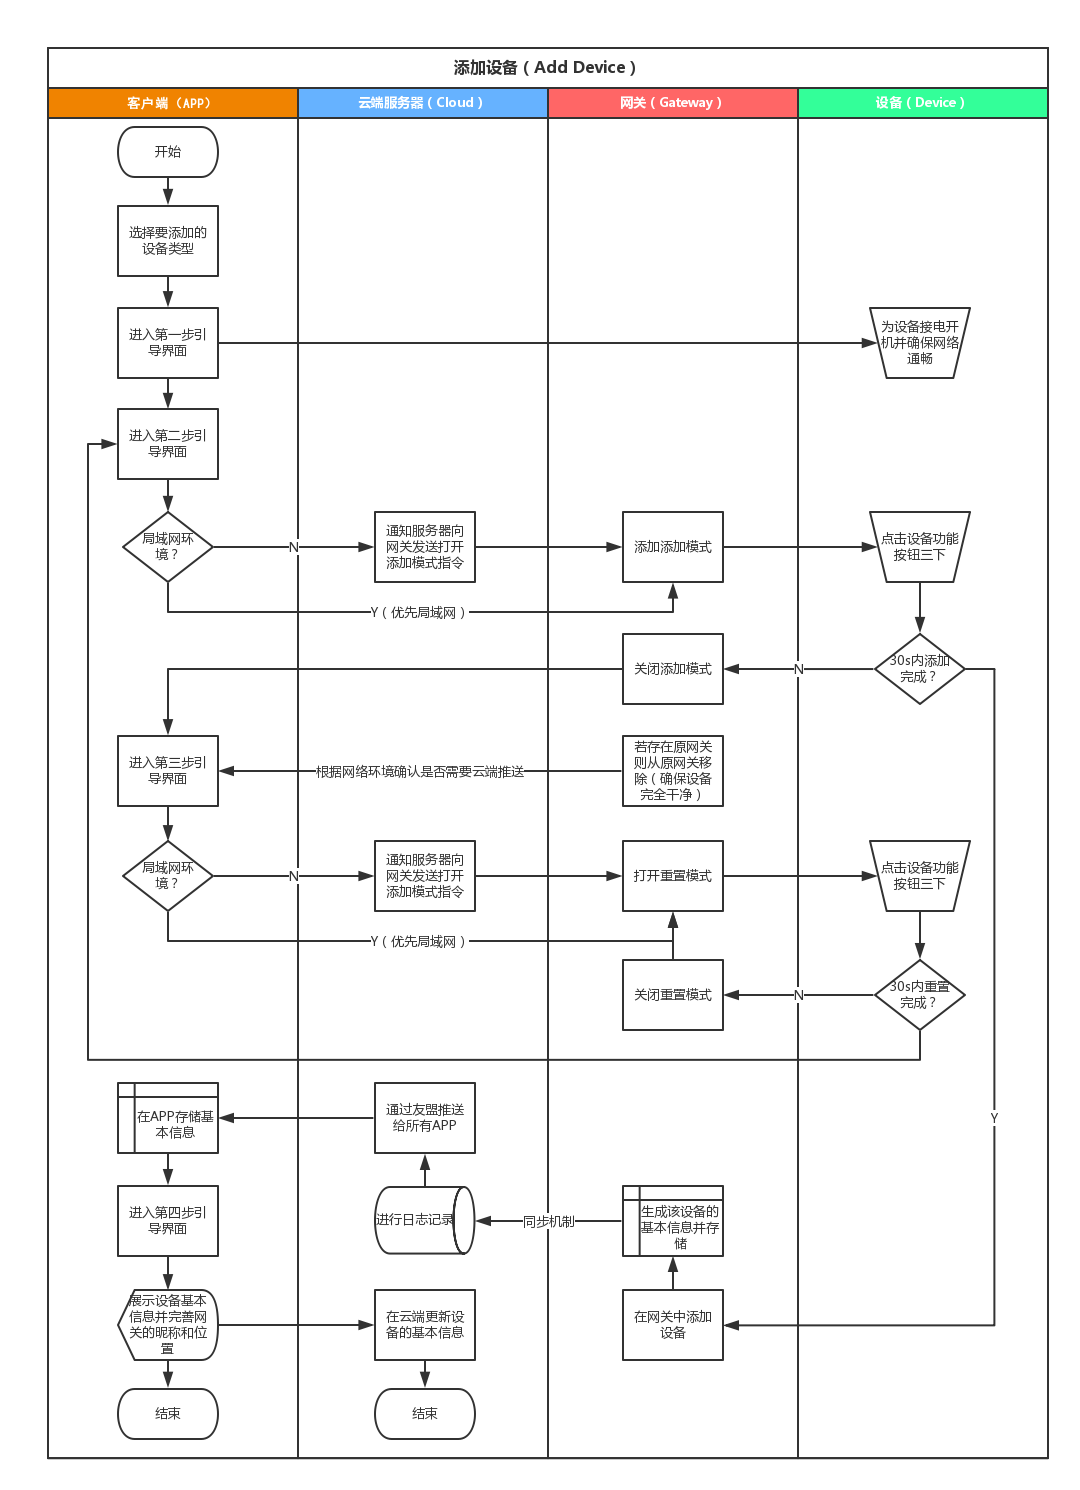 添加设备（Add Device）
客户端（APP）
云端服务器（Cloud）
网关（Gateway）
设备（Device）
开始
选择要添加的
设备类型
进入第一步引
导界面
为设备接电开
机并确保网络
通畅
进入第二步引
导界面
局域网环
境？
N
通知服务器向
网关发送打开
添加模式指令
添加添加模式
点击设备功能
按钮三下
Y（优先局域网）
关闭添加模式
N
30s内添加
完成？
进入第三步引
导界面
根据网络环境确认是否需要云端推送
若存在原网关
则从原网关移
除（确保设备
完全干净）
局域网环
境？
N
通知服务器向
网关发送打开
添加模式指令
打开重置模式
点击设备功能
按钮三下
Y（优先局域网）
关闭重置模式
N
30s内重置
完成？
在APP存储基
本信息
通过友盟推送
给所有APP
Y
进入第四步引
导界面
进行日志记录
同步机制
生成该设备的
基本信息并存
储
展示设备基本
信息并完善网
关的昵称和位
置
在云端更新设
备的基本信息
在网关中添加
设备
结束
结束